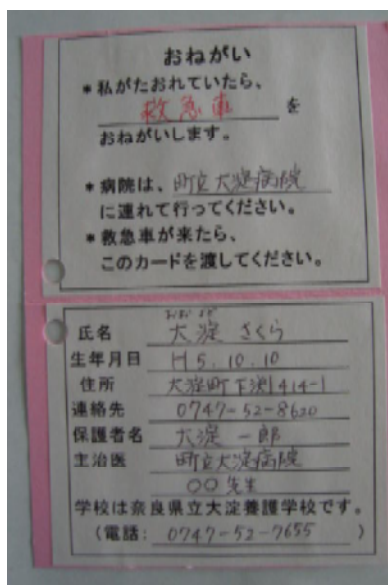 おねがい
*私がたおれていたら、
救急車を
おねがいします。
*病院は、町立大淀病院
に連れて行ってください。
*救急車が来たら、
このカードを渡してください。
おおよど
氏名 大淀 さくら
生年月日 H5.10.10
住所 大淀町下渕1414-1
連絡先 0747-52-8620
保護者名 大淀 一郎
主治医 町立大淀病院
〇〇先生
学校は奈良県立大淀養護学校です。
(電話: 0747-52-7655 )